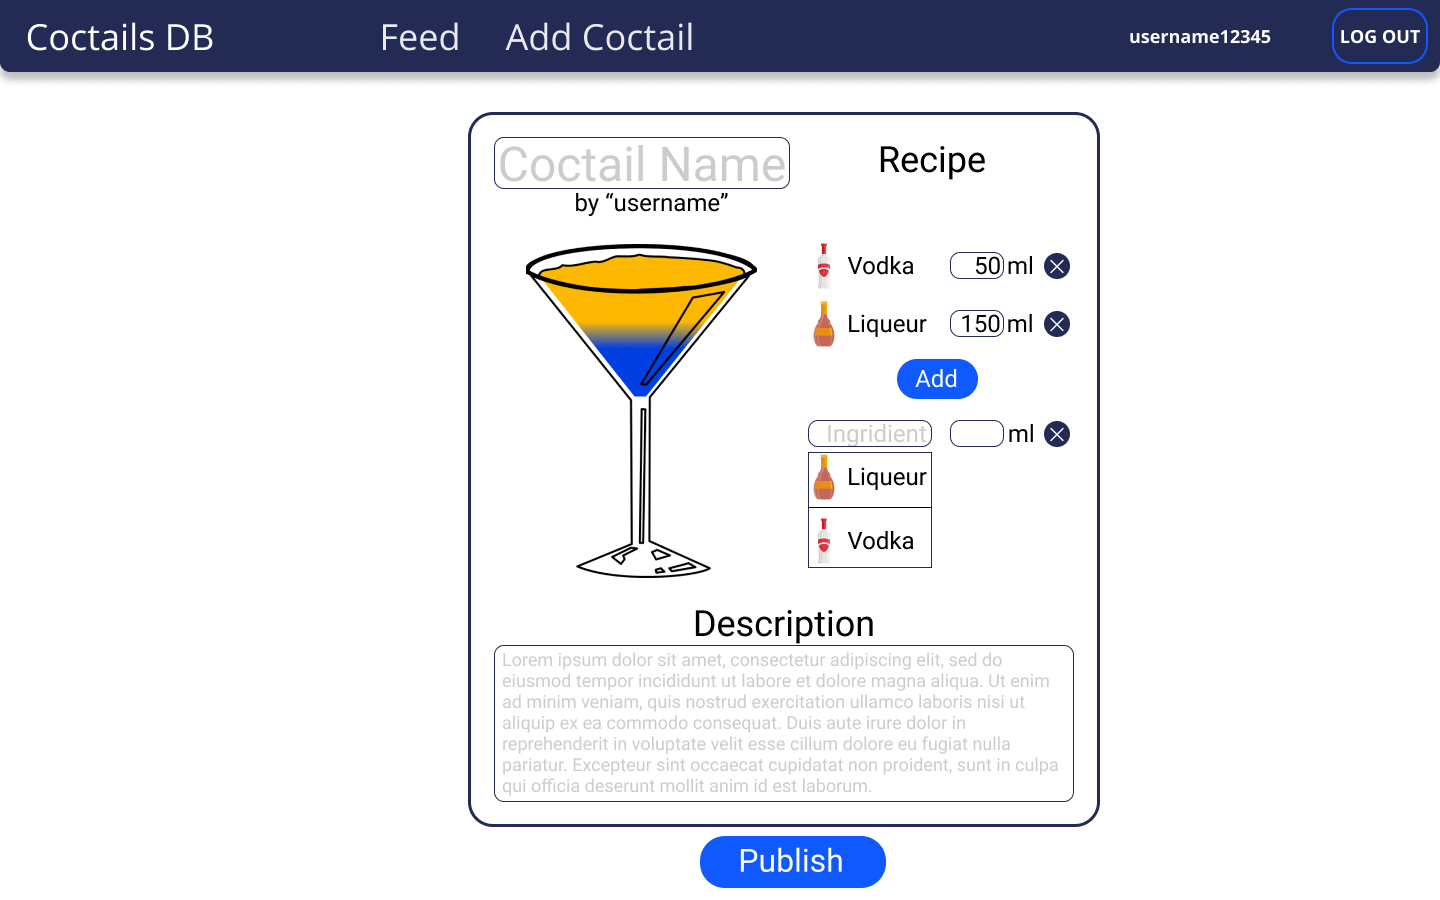 Coctails DB
Feed
Add Coctail
username12345
LOG OUT
Coctail Name
by “username”
Recipe
Vodka 50 ml
Liqueur 150 ml
Add
Ingridient ml
Liqueur
Vodka
Description
Lorem ipsum dolor sit amet, consectetur adipiscing elit, sed do
eiusmod tempor incididunt ut labore et dolore magna aliqua. Ut enim
ad minim veniam, quis nostrud exercitation ullamco laboris nisi ut
aliquip ex ea commodo consequat. Duis aute irure dolor in
reprehenderit in voluptate velit esse cillum dolore eu fugiat nulla
pariatur. Excepteur sint occaecat cupidatat non proident, sunt in culpa
qui officia deserunt mollit anim id est laborum.
Publish